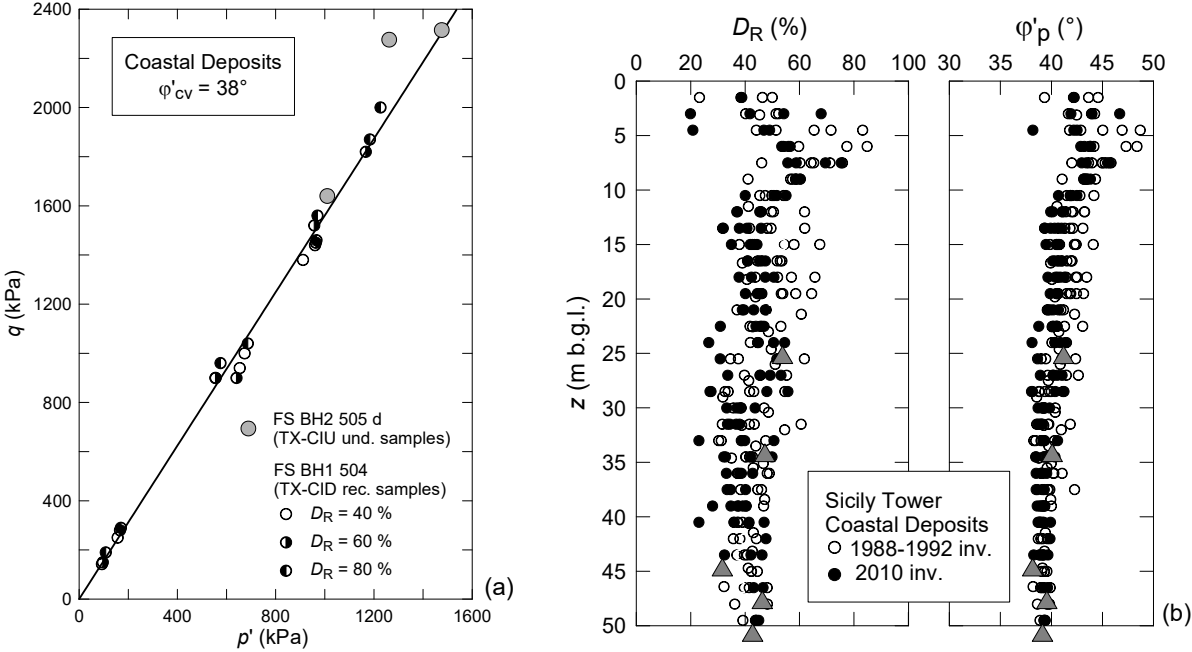 2400
2000
1600
1200
800
400
0
q (kPa)
0 400 800 1200 1600
p' (kPa)
Coastal Deposits
φ'cv = 38°
FS BH2 505 d
(TX-CIU und. samples)
FS BH1 504
(TX-CID rec. samples)
DR = 40 %
DR = 60 %
DR = 80 %
(a)
DR (%)
0 20 40 60 80 100
φ'p (°)
30 35 40 45 50
0
5
10
15
20
25
30
35
40
45
50
z (m b.g.l.)
Sicily Tower
Coastal Deposits
1988-1992 inv.
2010 inv.
(b)